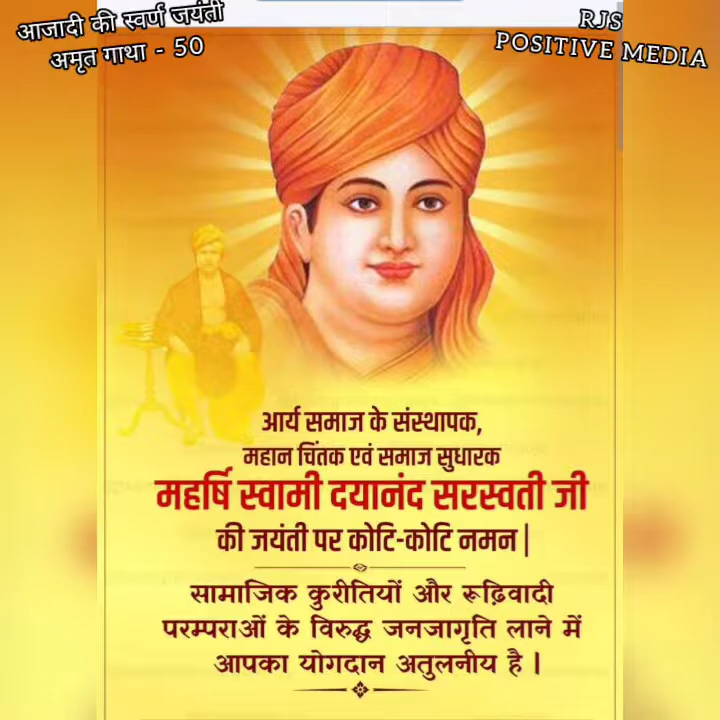 आजादी की स्वर्ण जयंती
अमृत गाथा - 50
RJS
POSITIVE MEDIA
आर्य समाज के संस्थापक,
महान चिंतक एवं समाज सुधारक
महर्षि स्वामी दयानंद सरस्वती जी
की जयंती पर कोटि-कोटि नमन|
सामाजिक कुरीतियों और रूढ़िवादी
परम्पराओं के विरुद्ध जनजागृति लाने में
आपका योगदान अतुलनीय है।